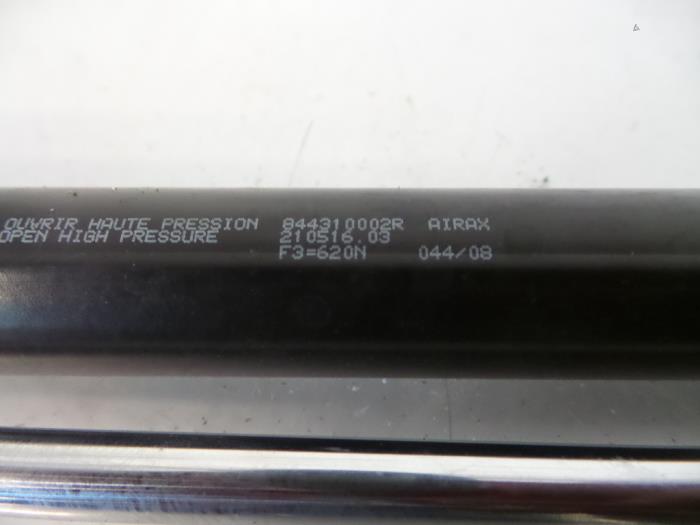 OUVRIR HAUTE PRESSION 844310002R AIRAX
OPEN HIGH PRESSURE 210516.03
F3=620N 044/08